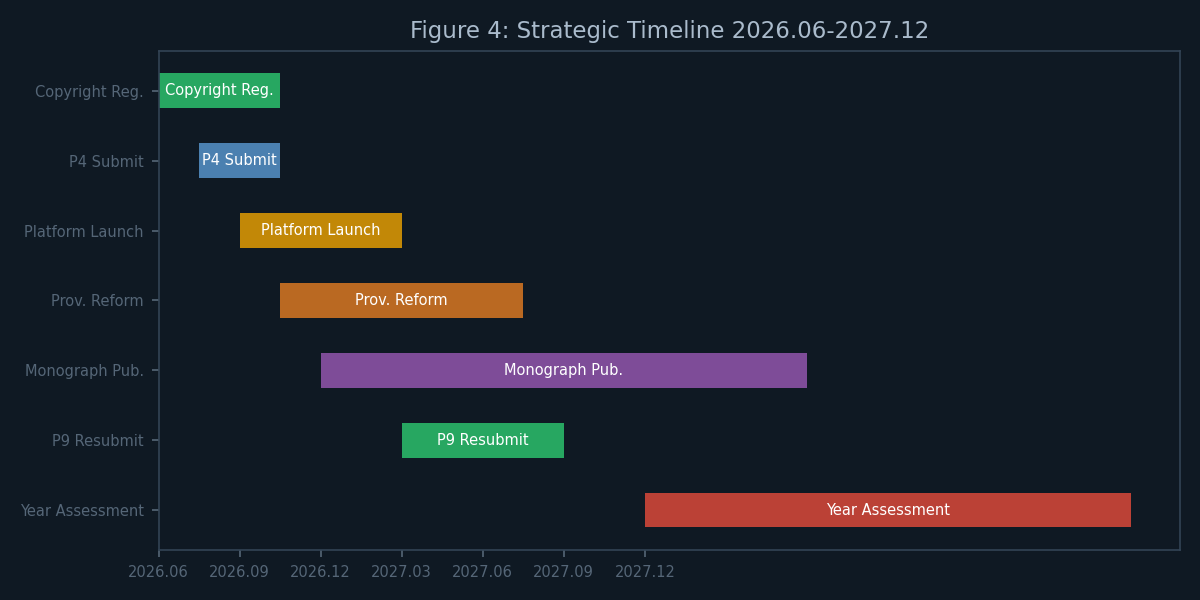 Figure 4: Strategic Timeline 2026.06-2027.12
Copyright Reg.
Copyright Reg.
P4 Submit
P4 Submit
Platform Launch
Platform Launch
Prov. Reform
Prov. Reform
Monograph Pub.
Monograph Pub.
P9 Resubmit
P9 Resubmit
Year Assessment
Year Assessment
2026.06 2026.09 2026.12 2027.03 2027.06 2027.09 2027.12